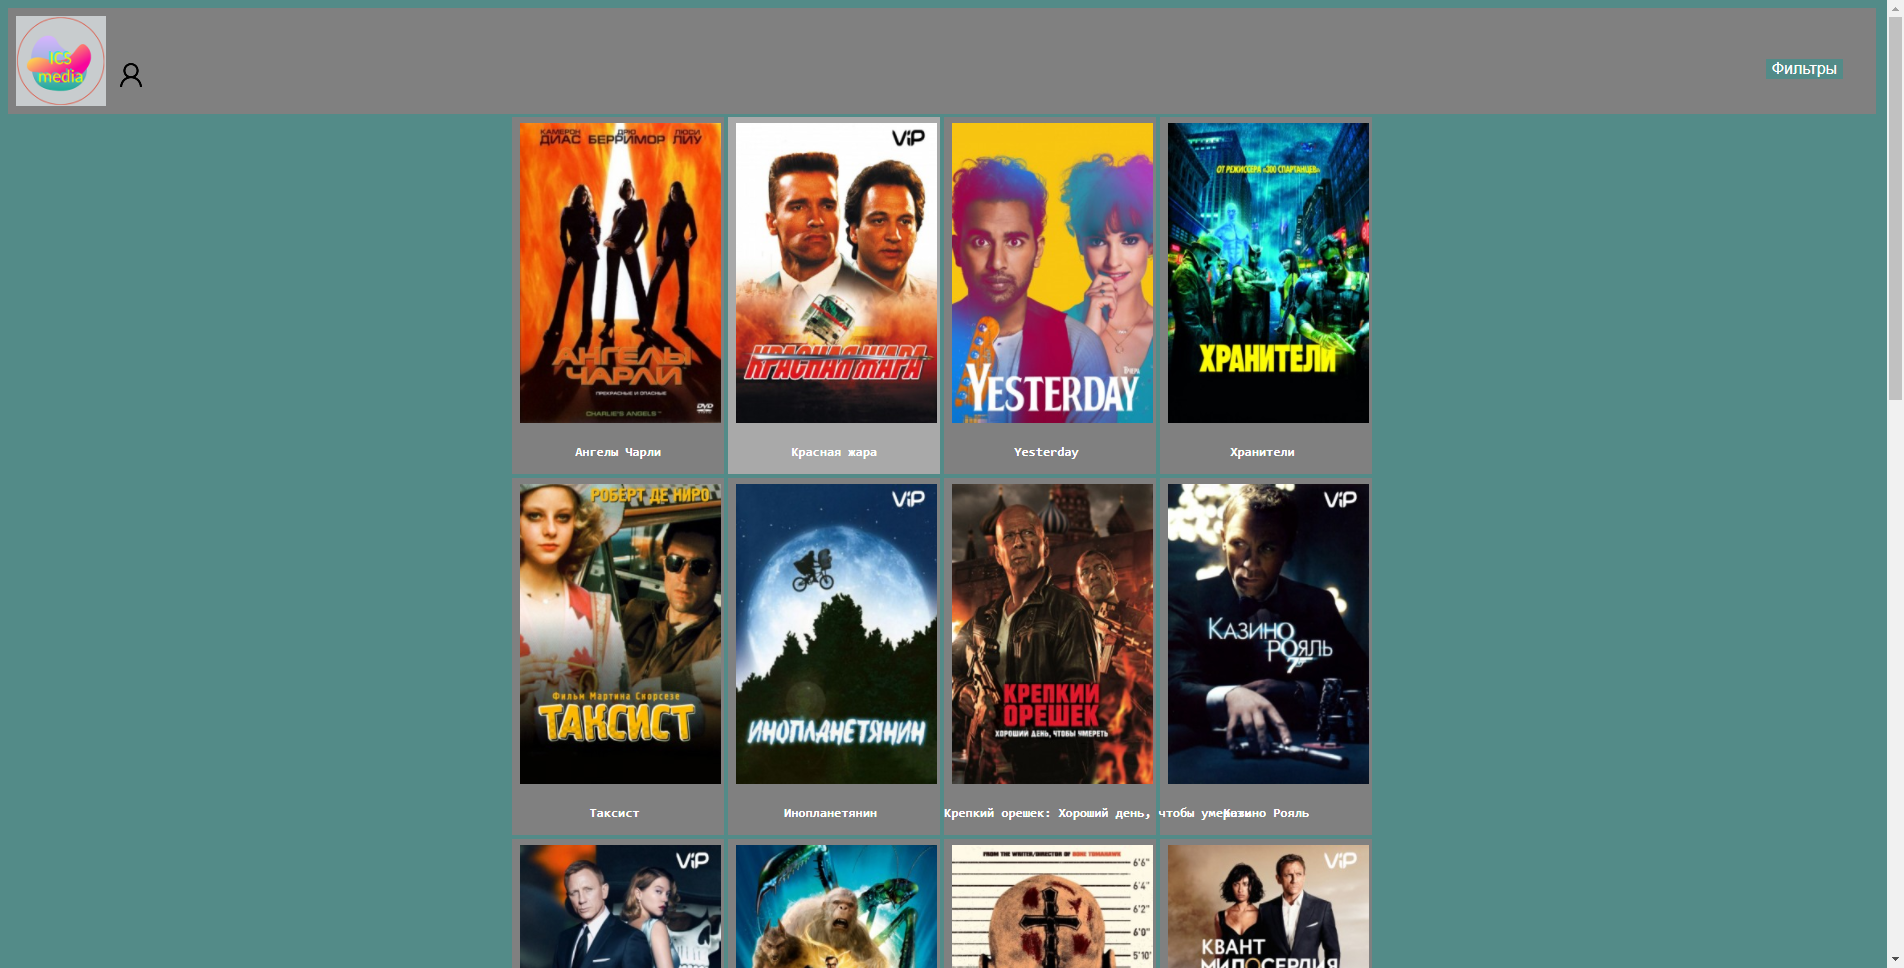 ICS
media
Фильтры
КАМЕРОН ДРЮ ЛЮСИ
ДИАС БЕРРИМОР ЛИУ
АНГЕЛЫ
ЧАРЛИ
ПРЕКРАСНЫЕ И ОПАСНЫЕ
CHARLIE'S ANGELS
DVD
Ангелы Чарли
ViP
КРАСНАЯ ЖАРА
Красная жара
YESTERDAY
Yesterday
ОТ РЕЖИССЕРА «300 СПАРТАНЦЕВ»
ХРАНИТЕЛИ
Хранители
РОБЕРТ ДЕ НИРО
Фильм Мартина Скорсезе
ТАКСИСТ
Таксист
ViP
ИНОПЛАНЕТЯНИН
Инопланетянин
КРЕПКИЙ
ОРЕШЕК
ХОРОШИЙ ДЕНЬ, ЧТОБЫ УМЕРЕТЬ
Крепкий орешек: Хороший день, чтобы умереть
ViP
КАЗИНО
РОЯЛЬ
7
Казино Рояль
ViP
FROM THE WRITER/DIRECTOR OF BONE TOMAHAWK
6'6"
6'4"
6'2"
6'0"
5'10"
ViP
КВАНТ
МИЛОСЕРДИЯ